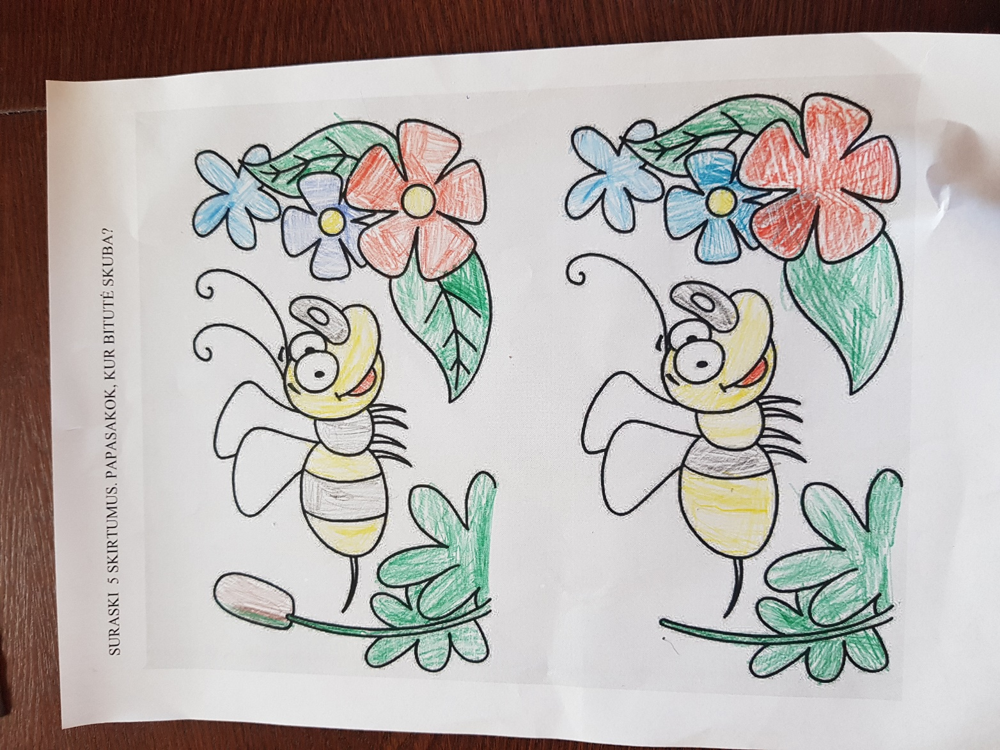 SURASKI 5 SKIRTUMUS. PAPASAKOK, KUR BITUTĖ SKUBA?